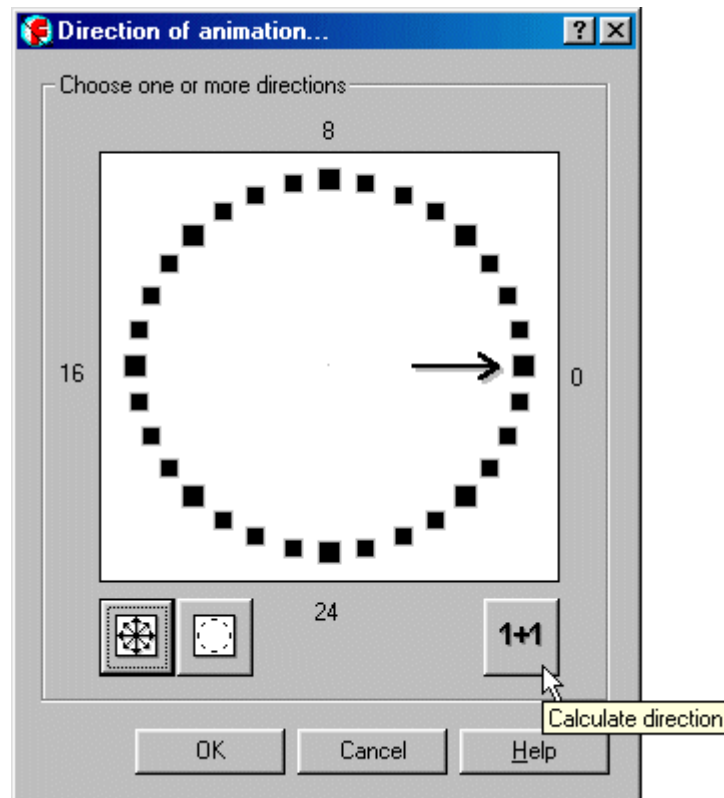 Direction of animation...
Choose one or more directions
8
16
0
24
1+1
Calculate direction
OK
Cancel
Help